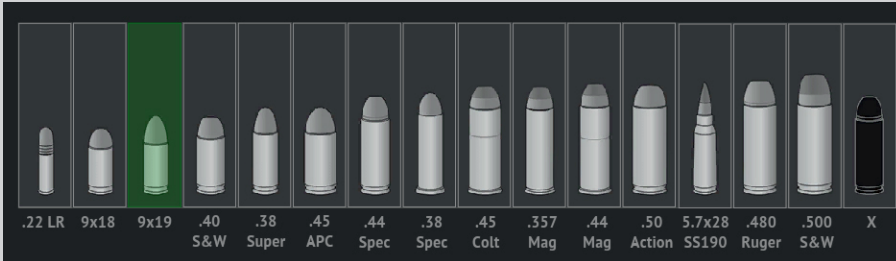 .22 LR 9x18 9x19 .40 .38 .45 .44 .38 .45 .357 .44 .50 5.7x28 .480 .500 X
S&W Super APC Spec Spec Colt Mag Mag Action SS190 Ruger S&W